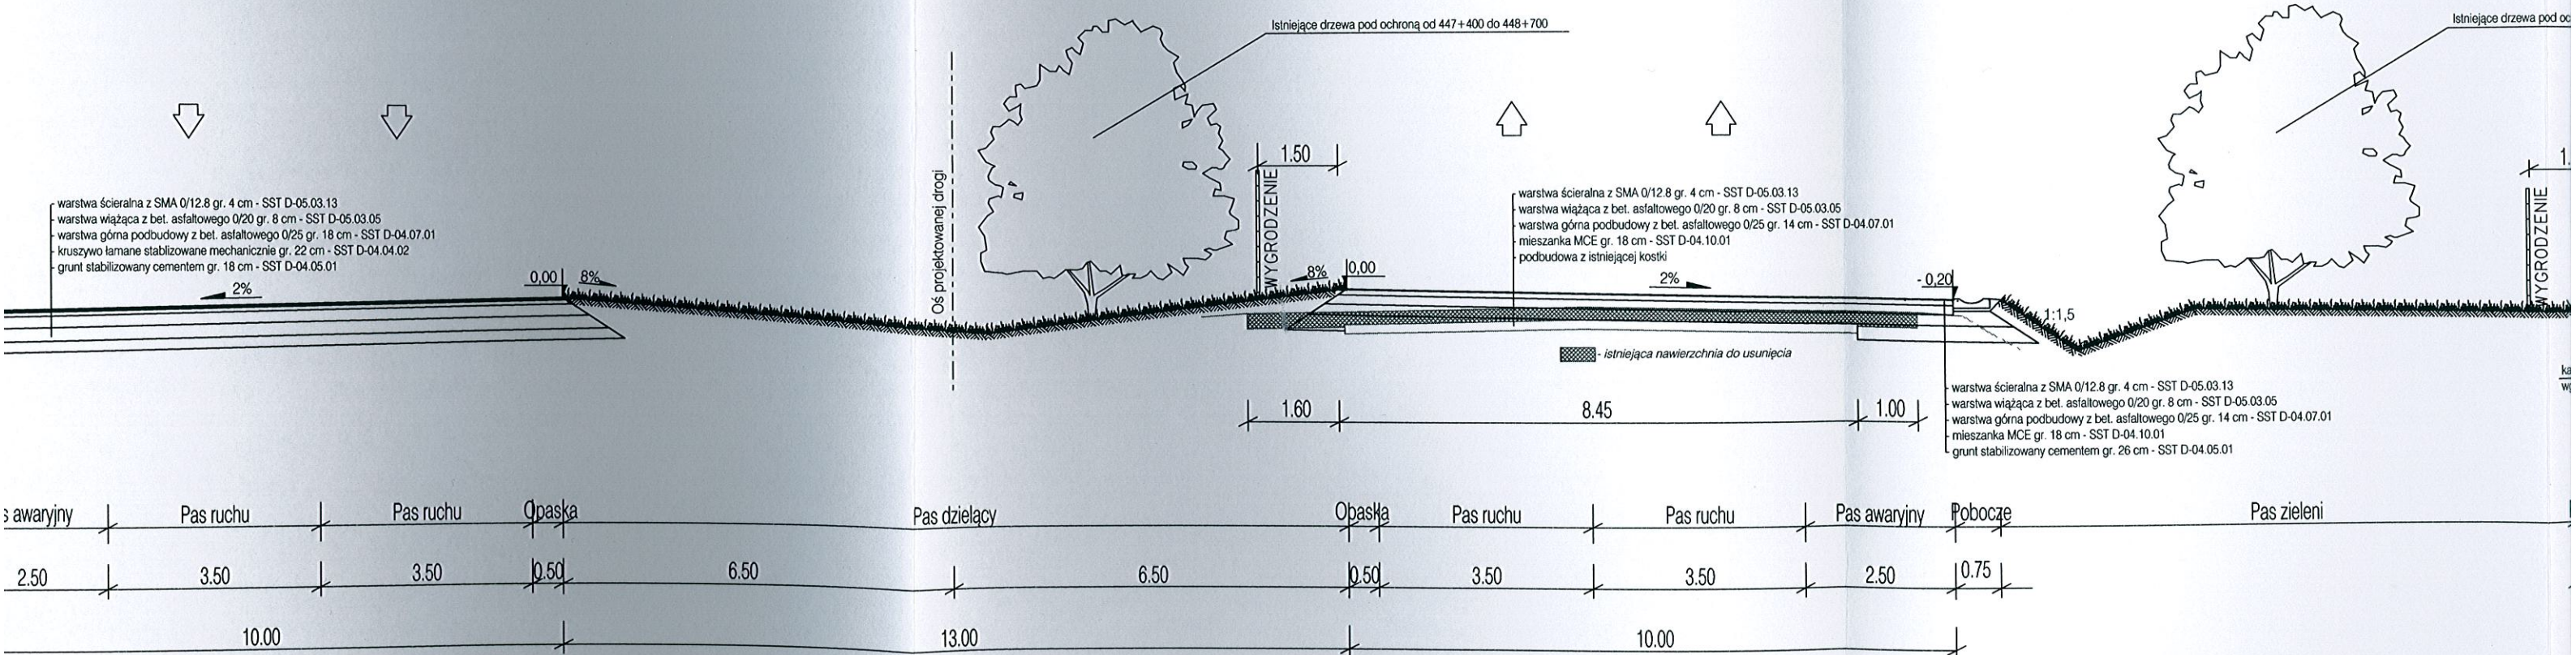 Istniejące drzewa pod ochroną od 447+400 do 448+700
Istniejące drzewa pod
1.50
WYGRODZENIE
WYGRODZENIE
Oś projektowanej drogi
warstwa ścieralna z SMA 0/12.8 gr. 4 cm - SST D-05.03.13
warstwa wiążąca z bet. asfaltowego 0/20 gr. 8 cm - SST D-05.03.05
warstwa górna podbudowy z bet. asfaltowego 0/25 gr. 18 cm - SST D-04.07.01
kruszywo łamane stablizowane mechanicznie gr. 22 cm - SST D-04.04.02
grunt stabilizowany cementem gr. 18 cm - SST D-04.05.01
warstwa ścieralna z SMA 0/12.8 gr. 4 cm - SST D-05.03.13
warstwa wiążąca z bet. asfaltowego 0/20 gr. 8 cm - SST D-05.03.05
warstwa górna podbudowy z bet. asfaltowego 0/25 gr. 14 cm - SST D-04.07.01
mieszanka MCE gr. 18 cm - SST D-04.10.01
podbudowa z istniejącej kostki
2%
0,00
8%
8%
0,00
2%
- 0,20
1:1,5
- istniejąca nawierzchnia do usunięcia
warstwa ścieralna z SMA 0/12.8 gr. 4 cm - SST D-05.03.13
warstwa wiążąca z bet. asfaltowego 0/20 gr. 8 cm - SST D-05.03.05
warstwa górna podbudowy z bet. asfaltowego 0/25 gr. 14 cm - SST D-04.07.01
mieszanka MCE gr. 18 cm - SST D-04.10.01
grunt stabilizowany cementem gr. 26 cm - SST D-04.05.01
1.60 8.45 1.00
awaryjny Pas ruchu Pas ruchu Opaska Pas dzielący Opaska Pas ruchu Pas ruchu Pas awaryjny Pobocze Pas zieleni
2.50 3.50 3.50 0.50 6.50 6.50 0.50 3.50 3.50 2.50 0.75
10.00 13.00 10.00